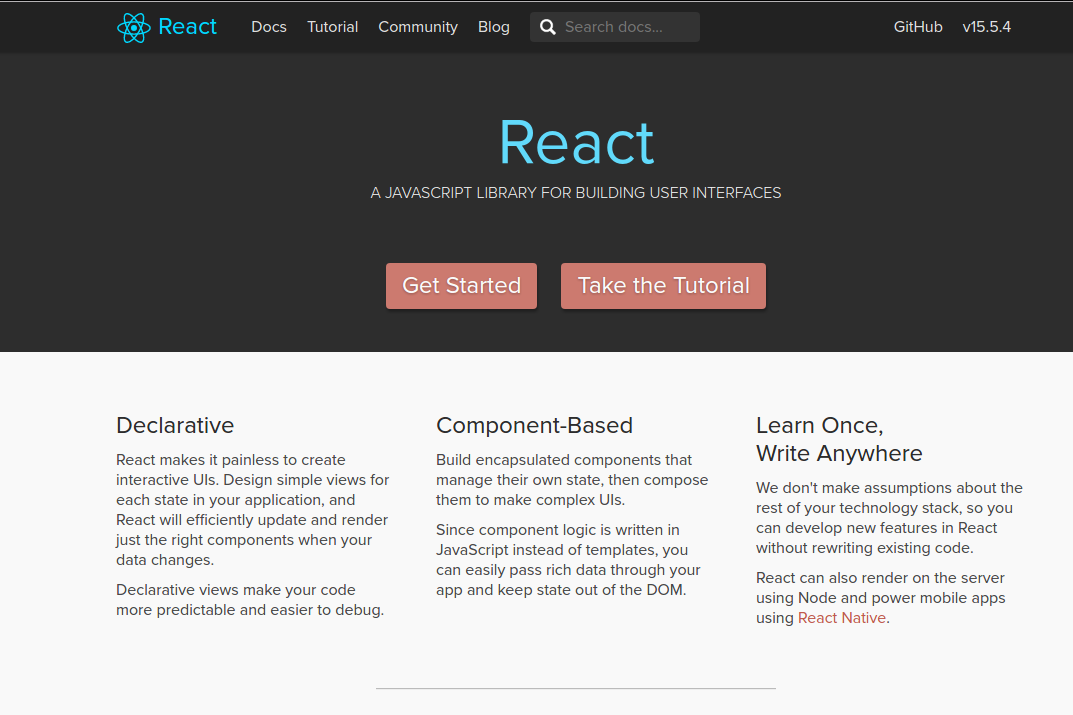 React Docs Tutorial Community Blog Search docs... GitHub v15.5.4
React
A JAVASCRIPT LIBRARY FOR BUILDING USER INTERFACES
Get Started Take the Tutorial
Declarative
React makes it painless to create
interactive UIs. Design simple views for
each state in your application, and
React will efficiently update and render
just the right components when your
data changes.
Declarative views make your code
more predictable and easier to debug.
Component-Based
Build encapsulated components that
manage their own state, then compose
them to make complex UIs.
Since component logic is written in
JavaScript instead of templates, you
can easily pass rich data through your
app and keep state out of the DOM.
Learn Once,
Write Anywhere
We don't make assumptions about the
rest of your technology stack, so you
can develop new features in React
without rewriting existing code.
React can also render on the server
using Node and power mobile apps
using React Native.